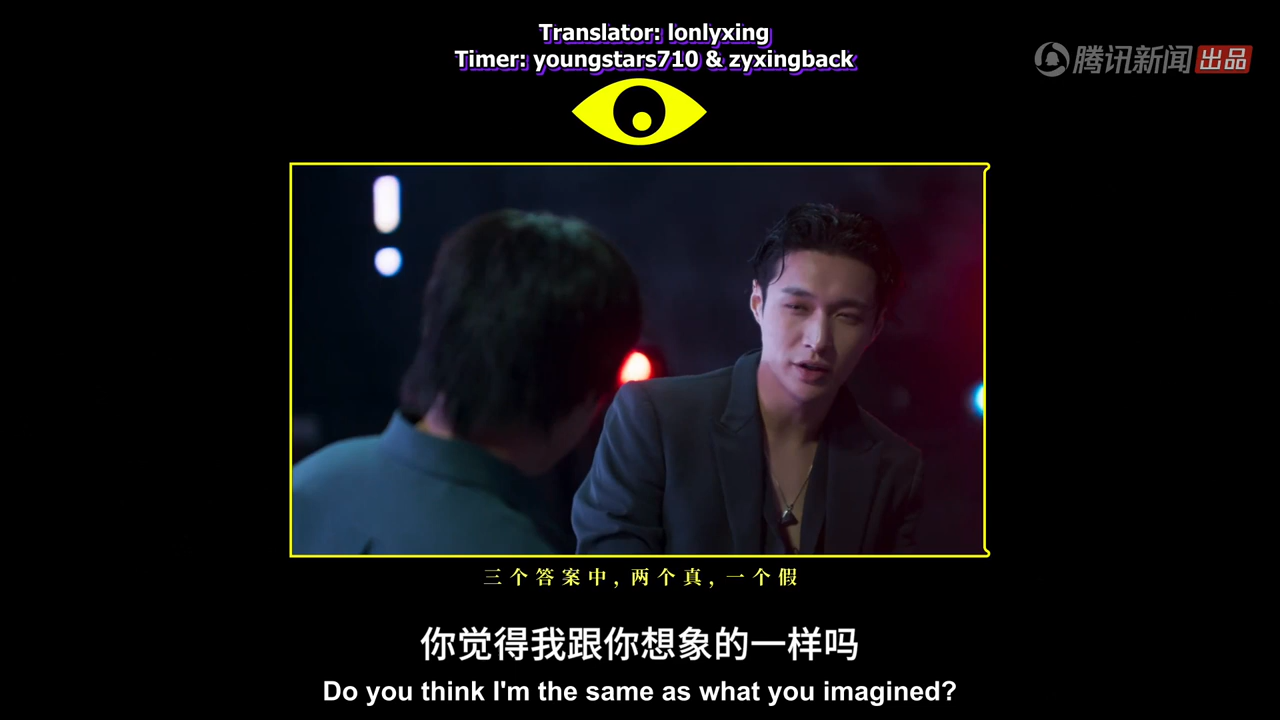 Translator: lonlyxing
Timer: youngstars710 & zyxingback
腾讯新闻 出品
三个答案中，两个真，一个假
你觉得我跟你想象的一样吗
Do you think I'm the same as what you imagined?